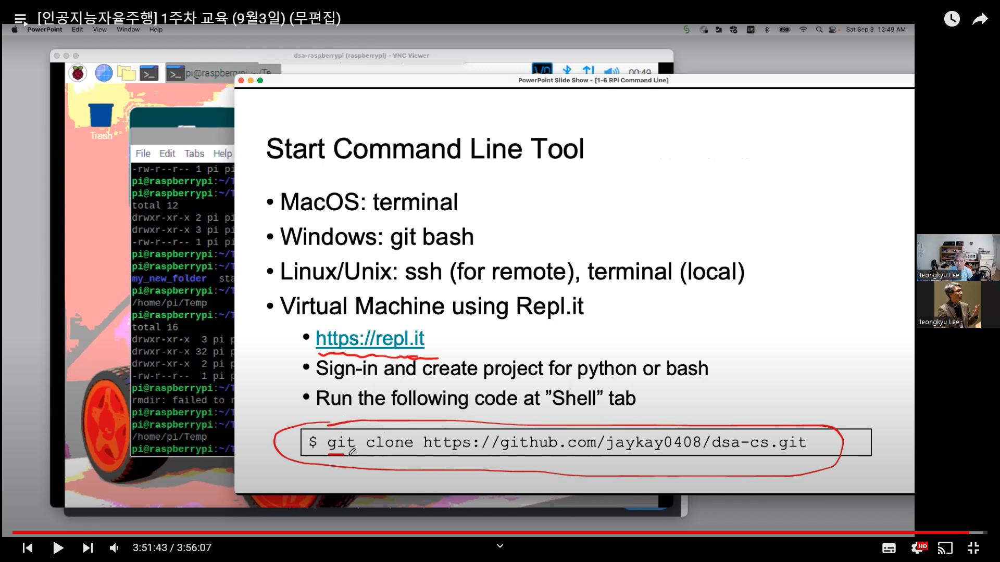 [인공지능자율주행] 1주차 교육 (9월3일) (무편집)
PowerPoint Edit View Window Help
US
Sat Sep 3 12:49 AM
dsa-raspberrypi (raspberrypi) - VNC Viewer
pi@raspberrypi: ~/Te
00:49
PowerPoint Slide Show - [1-6 RPi Command Line]
Trash
File Edit Tabs Help
-rw-r--r-- 1 pi pi
pi@raspberrypi:~/T
pi@raspberrypi:~/T
total 12
drwxr-xr-x 2 pi pi
drwxr-xr-x 3 pi pi
-rw-r--r-- 1 pi pi
pi@raspberrypi:~/T
pi@raspberrypi:~/T
my_new_folder sta
pi@raspberrypi:~/T
/home/pi/Temp
pi@raspberrypi:~/T
total 16
drwxr-xr-x 3 pi p
drwxr-xr-x 32 pi p
drwxr-xr-x 2 pi p
-rw-r--r-- 1 pi p
pi@raspberrypi:~/T
rmdir: failed to r
pi@raspberrypi:~/T
pi@raspberrypi:~/T
/home/pi/Temp
pi@raspberrypi:~/T
Start Command Line Tool
• MacOS: terminal
• Windows: git bash
• Linux/Unix: ssh (for remote), terminal (local)
• Virtual Machine using Repl.it
• https://repl.it
• Sign-in and create project for python or bash
• Run the following code at ”Shell” tab
$ git clone https://github.com/jaykay0408/dsa-cs.git
Jeongkyu Lee
Jeongkyu Lee
3:51:43 / 3:56:07
HD